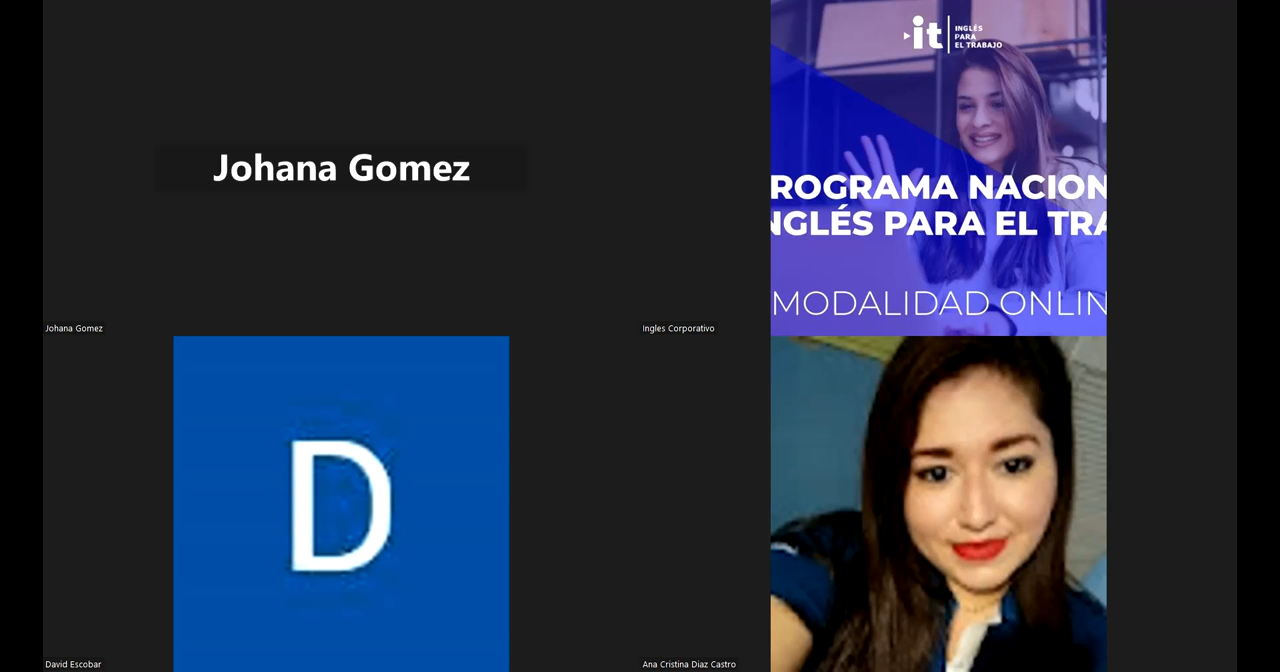 Johana Gomez
Johana Gomez
it
INGLÉS
PARA
EL TRABAJO
ROGRAMA NACION
NGLÉS PARA EL TRA
MODALIDAD ONLIN
Ingles Corporativo
D
David Escobar
Ana Cristina Diaz Castro